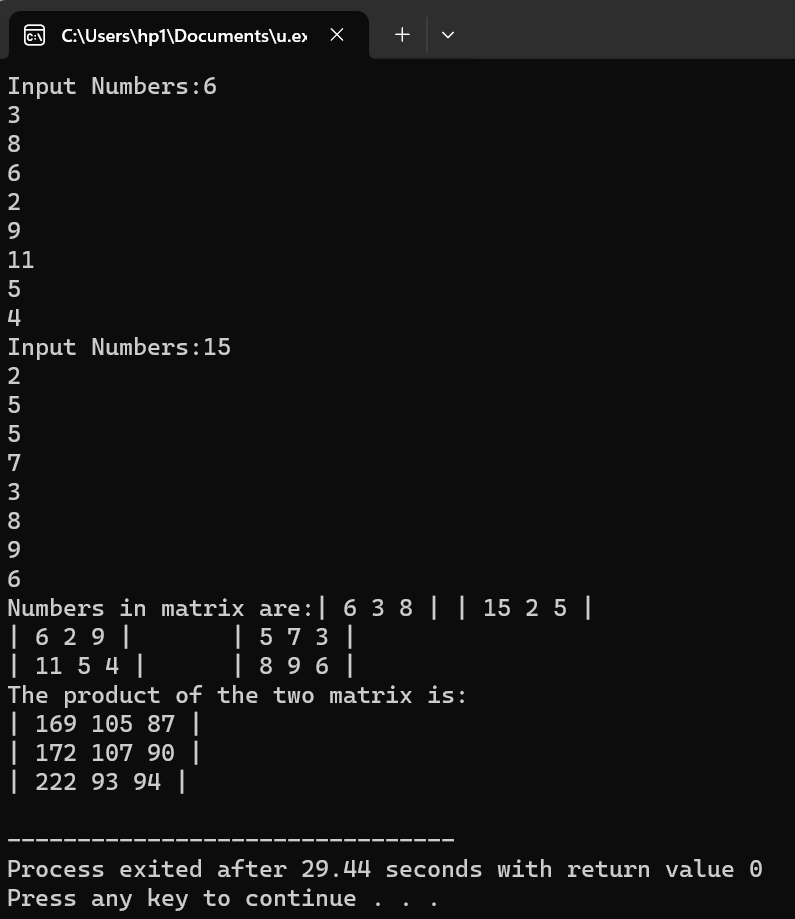 C:\Users\hp1\Documents\u.ex
Input Numbers:6
3
8
6
2
9
11
5
4
Input Numbers:15
2
5
5
7
3
8
9
6
Numbers in matrix are:| 6 3 8 | | 15 2 5 |
| 6 2 9 |       | 5 7 3 |
| 11 5 4 |      | 8 9 6 |
The product of the two matrix is:
| 169 105 87 |
| 172 107 90 |
| 222 93 94 |
--------------------------------
Process exited after 29.44 seconds with return value 0
Press any key to continue . . .